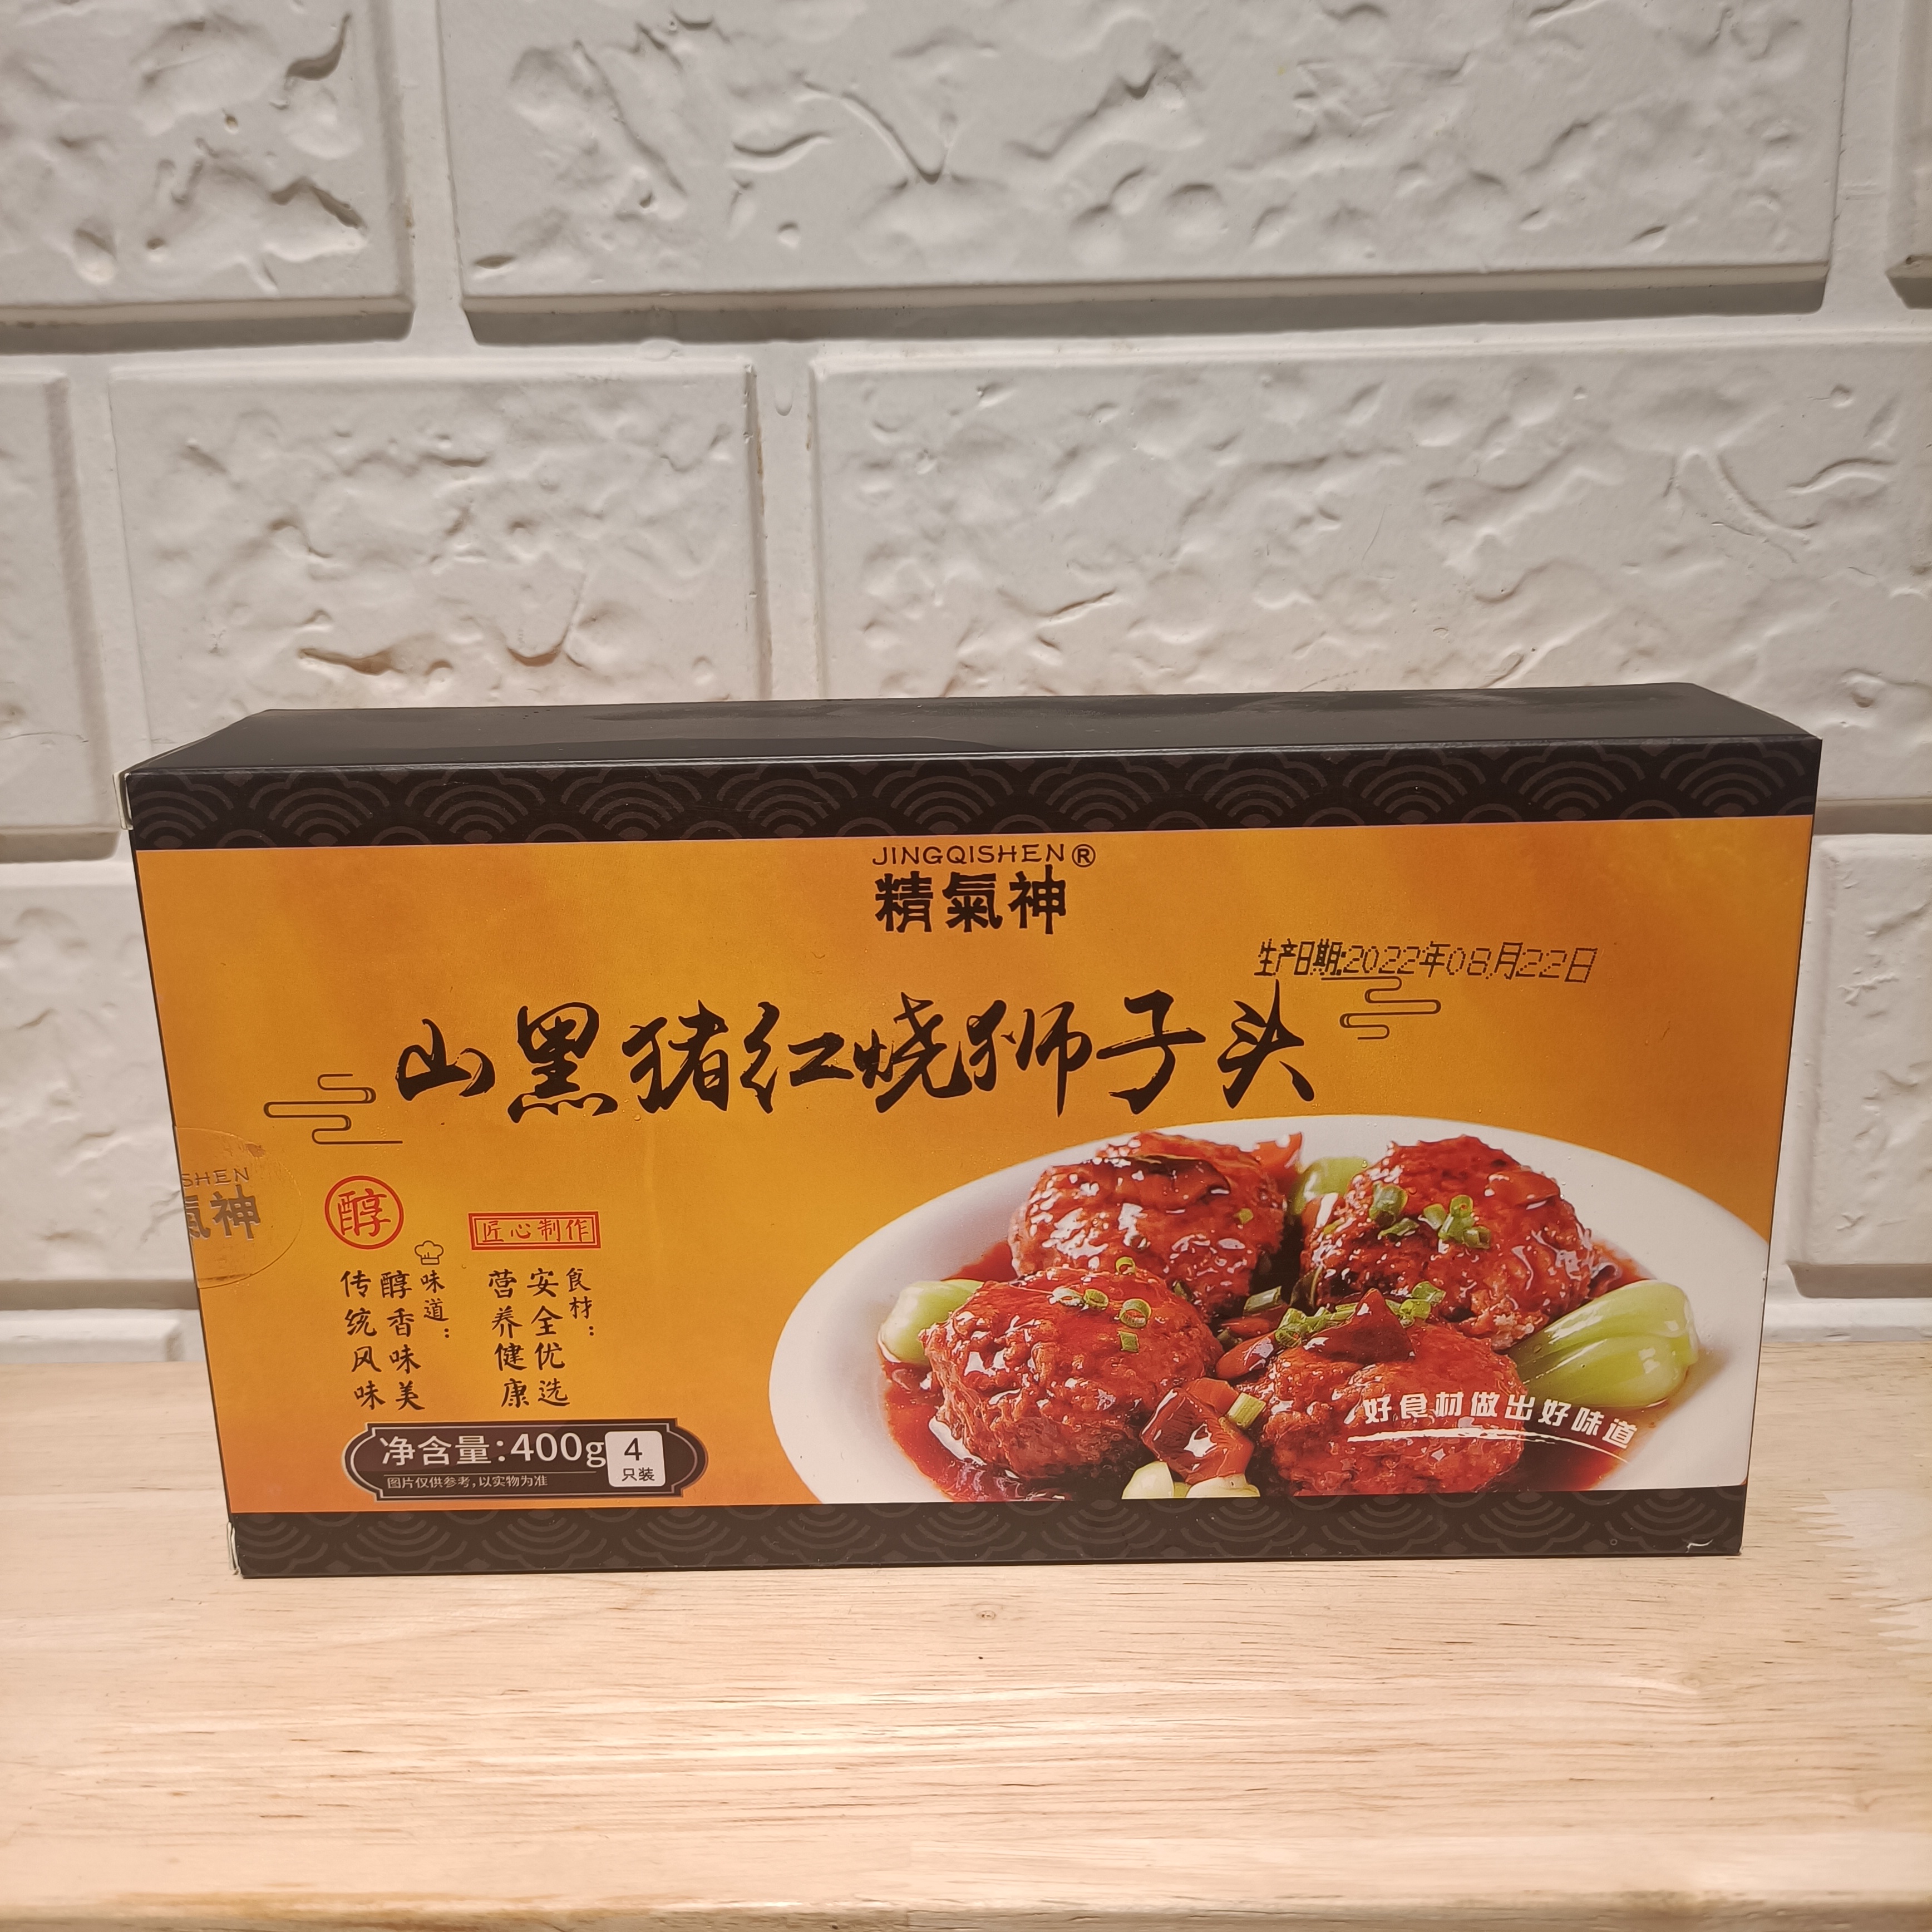 JINGQISHEN®
精氣神
生产日期:2022年08月22日
山黑猪红烧狮子头
SHEN
氣神
醇
味道:
醇香味美
传统风味
匠心制作
食材:
安全优选
营养健康
净含量:400g
4
只装
图片仅供参考,以实物为准
好食材做出好味道